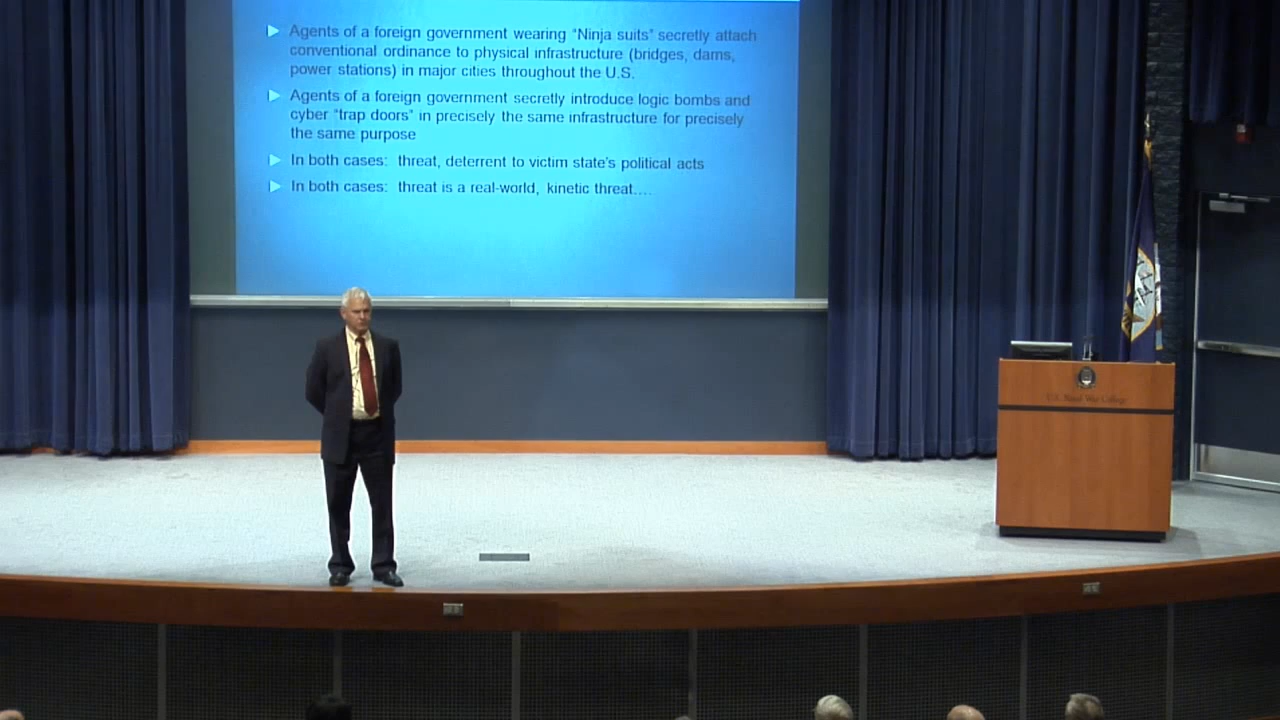 Agents of a foreign government wearing "Ninja suits" secretly attach
conventional ordinance to physical infrastructure (bridges, dams,
power stations) in major cities throughout the U.S.
Agents of a foreign government secretly introduce logic bombs and
cyber "trap doors" in precisely the same infrastructure for precisely
the same purpose
In both cases: threat, deterrent to victim state's political acts
In both cases: threat is a real-world, kinetic threat....
U.S. Naval War College